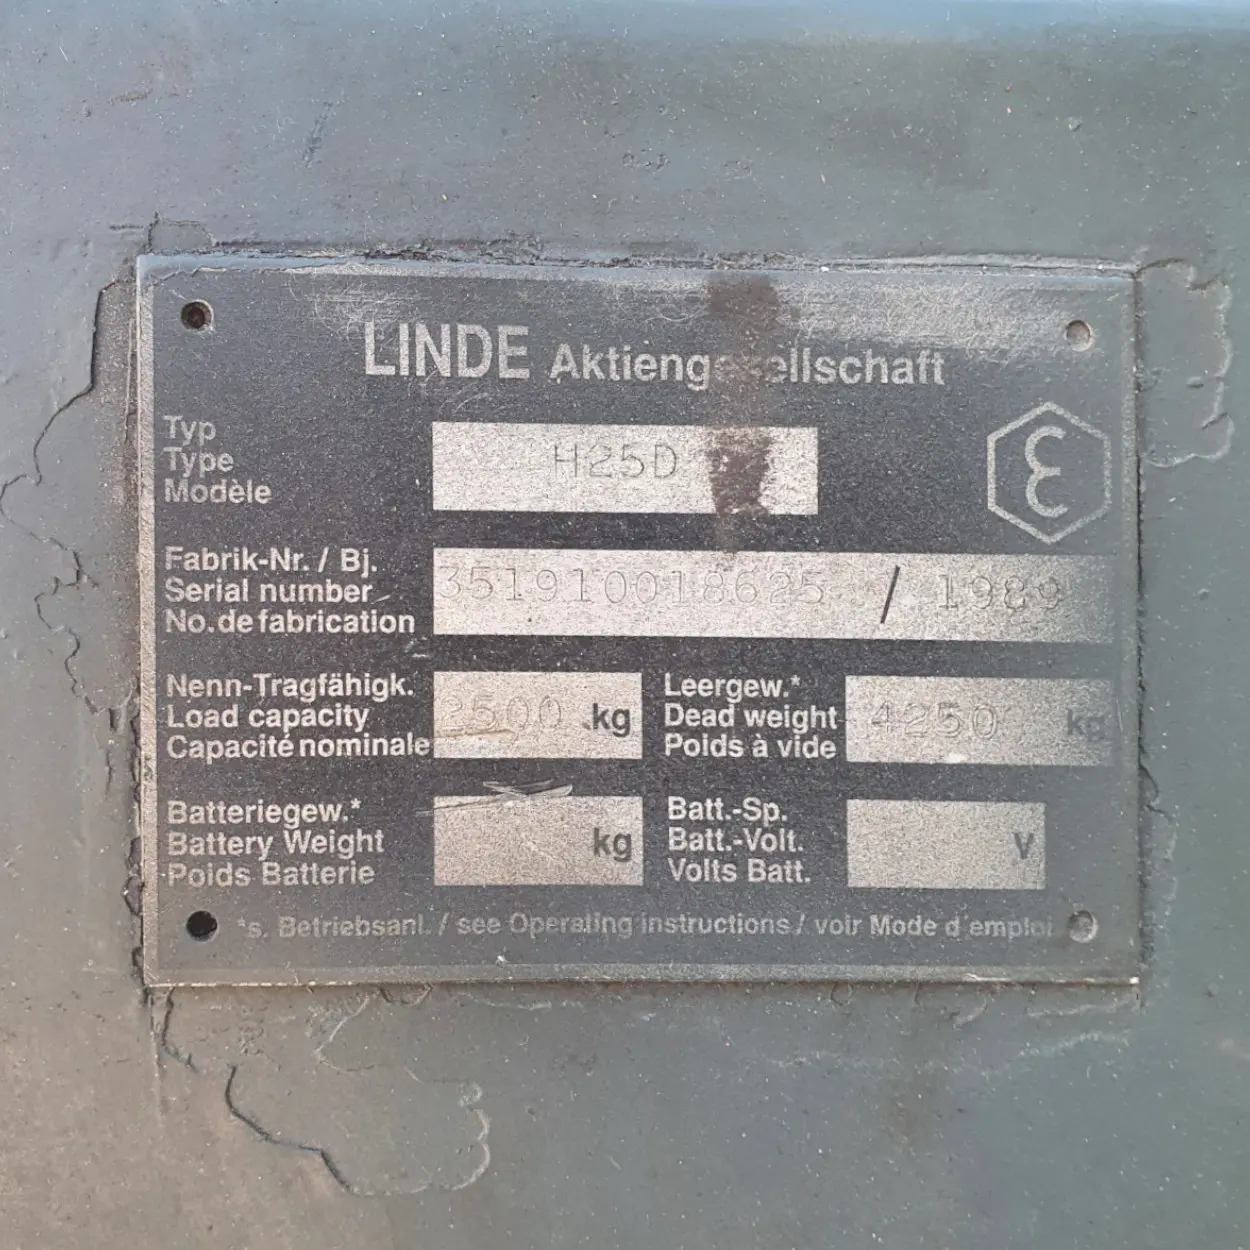 LINDE Aktiengesellschaft
Typ
Type H25D
Modèle
Fabrik-Nr. / Bj.
Serial number 351910018625 / 1989
No. de fabrication
Nenn-Tragfähigk. Leergew.*
Load capacity 2500 kg Dead weight 4250 kg
Capacité nominale Poids à vide
Batteriegew.* Batt.-Sp.
Battery Weight kg Batt.-Volt. V
Poids Batterie Volts Batt.
*s. Betriebsanl. / see Operating instructions / voir Mode d'emploi